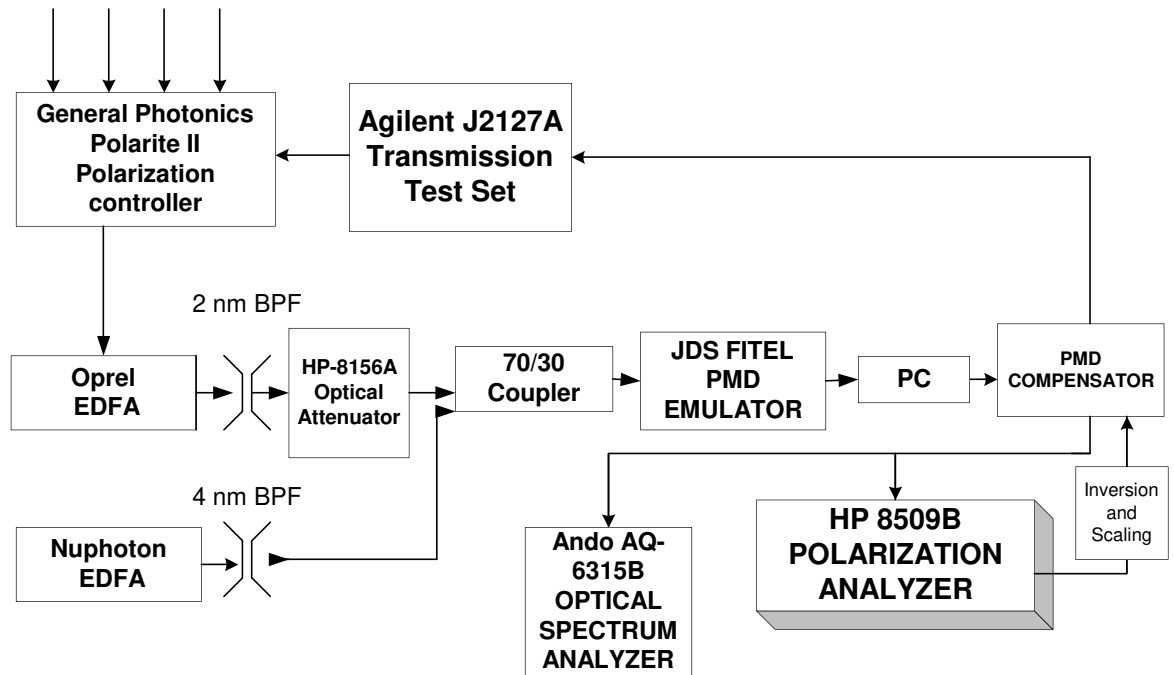 General Photonics
Polarite II
Polarization
controller
Agilent J2127A
Transmission
Test Set
2 nm BPF
Oprel
EDFA
HP-8156A
Optical
Attenuator
70/30
Coupler
JDS FITEL
PMD
EMULATOR
PC
PMD
COMPENSATOR
4 nm BPF
Nuphoton
EDFA
Ando AQ-
6315B
OPTICAL
SPECTRUM
ANALYZER
HP 8509B
POLARIZATION
ANALYZER
Inversion
and
Scaling